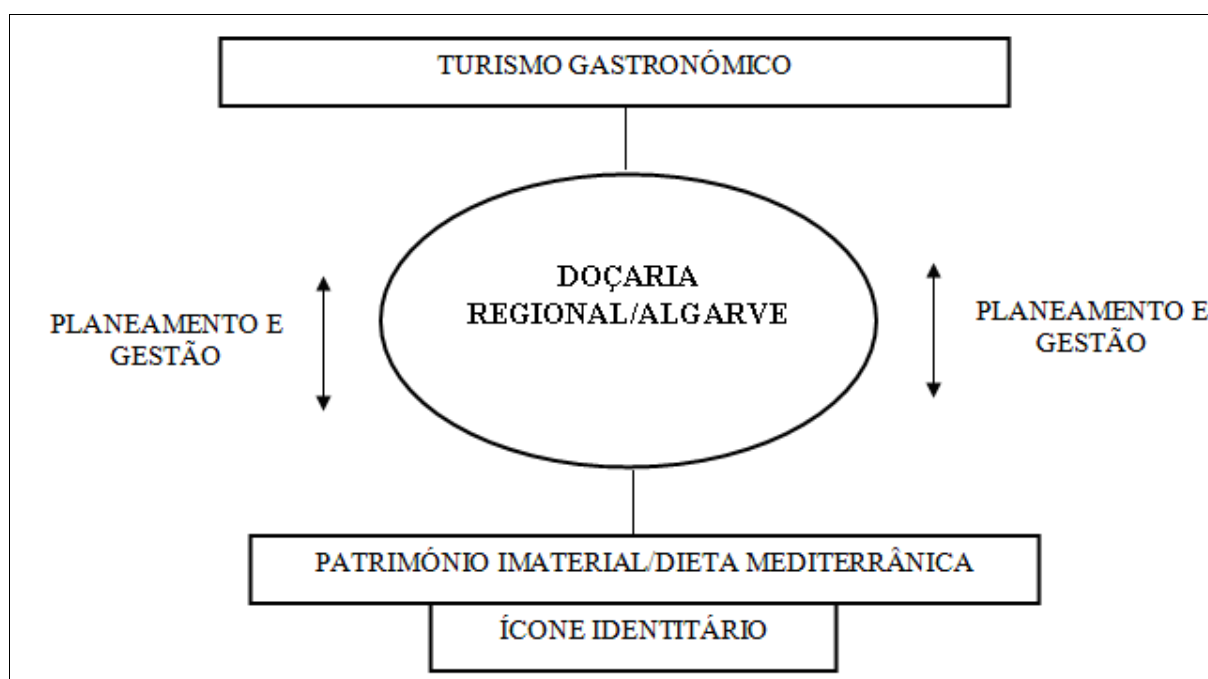 TURISMO GASTRONÓMICO
DOÇARIA
REGIONAL/ALGARVE
PLANEAMENTO E
GESTÃO
PLANEAMENTO E
GESTÃO
PATRIMÓNIO IMATERIAL/DIETA MEDITERRÂNICA
ÍCONE IDENTITÁRIO